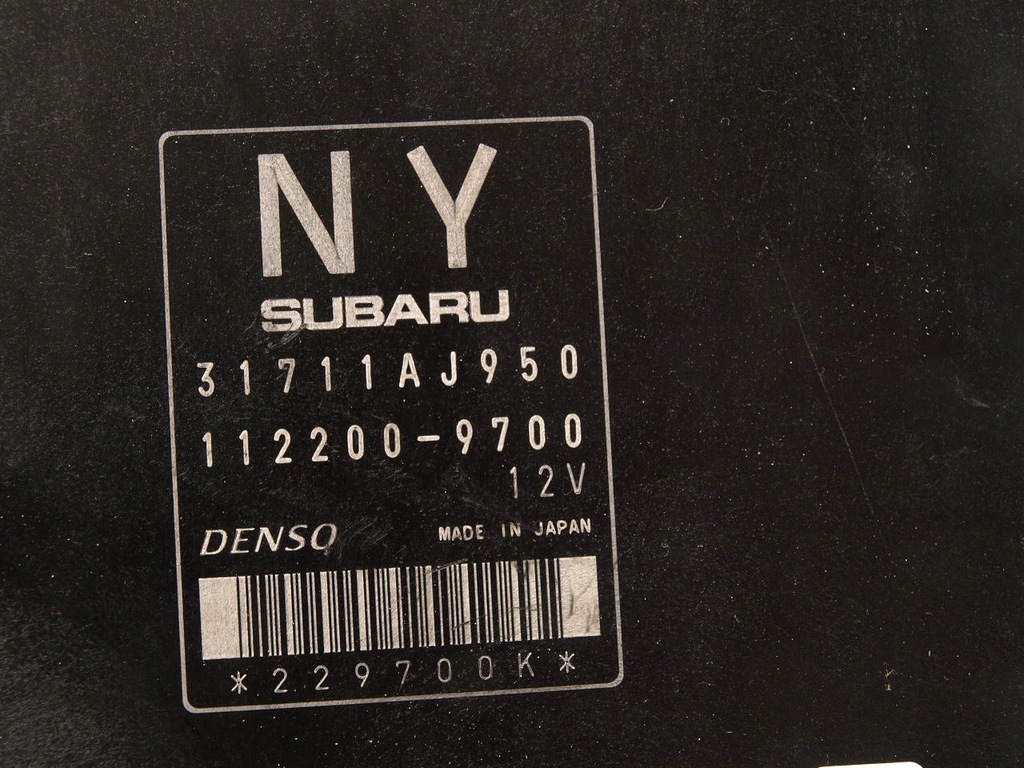 NY
SUBARU
31711AJ950
112200-9700
12V
DENSO MADE IN JAPAN
*229700K*